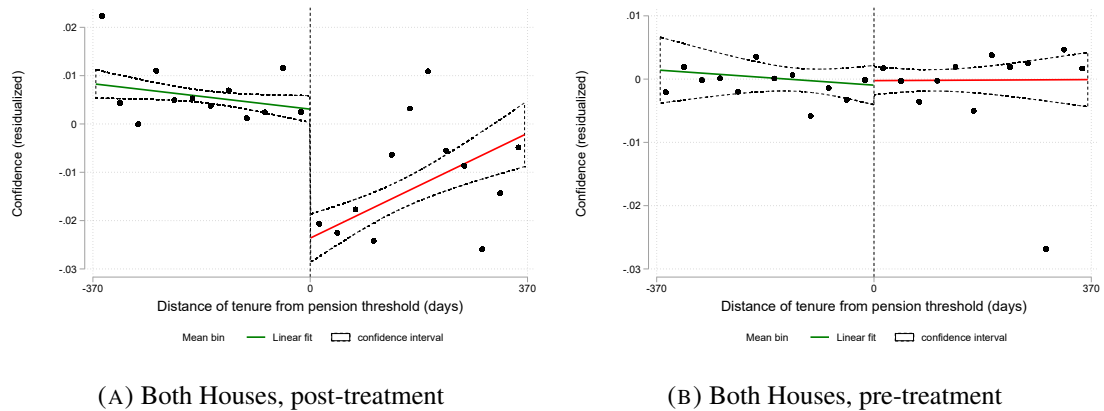 .02
.01
0
-.01
-.02
-.03
Confidence (residualized)
-370
0
370
Distance of tenure from pension threshold (days)
Mean bin
Linear fit
confidence interval
(A) Both Houses, post-treatment
.01
0
-.01
-.02
-.03
Confidence (residualized)
-370
0
370
Distance of tenure from pension threshold (days)
Mean bin
Linear fit
confidence interval
(B) Both Houses, pre-treatment